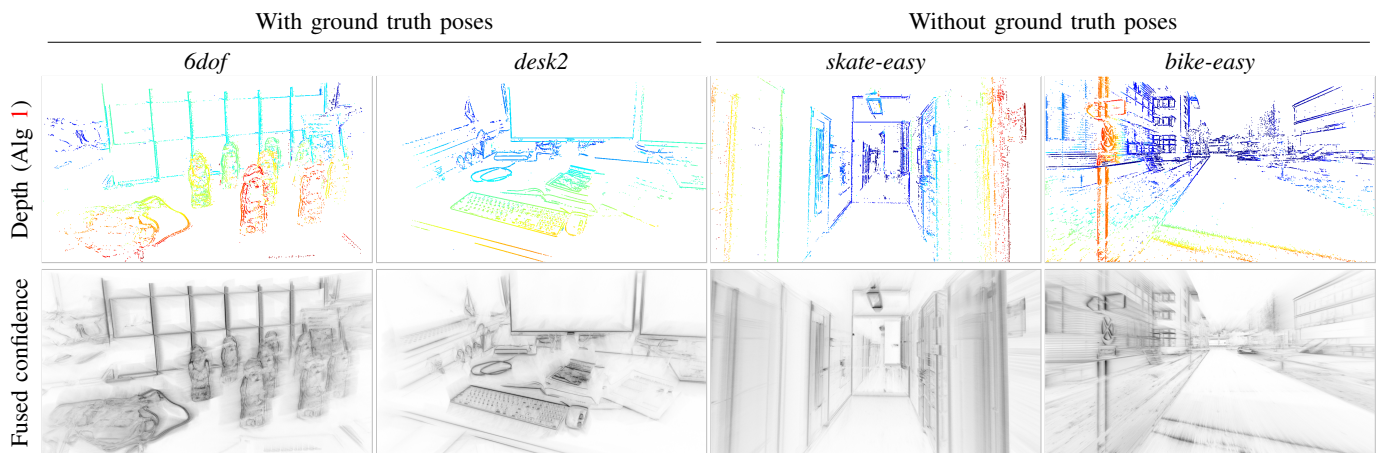 With ground truth poses
Without ground truth poses
6dof
desk2
skate-easy
bike-easy
Depth (Alg 1)
Fused confidence